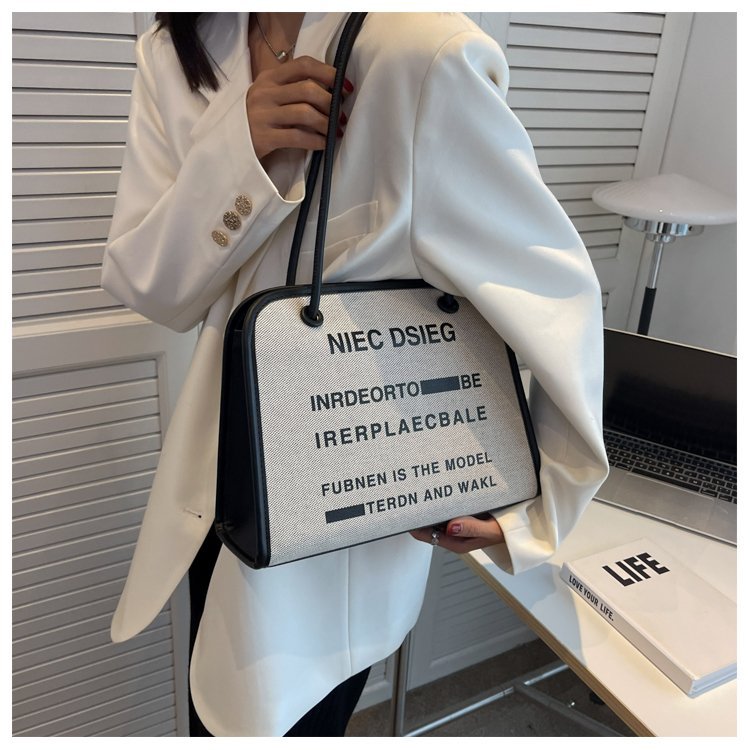 NIEC DSIEG
INRDEORTO BE
IRERPLAECBALE
FUBNEN IS THE MODEL
TERDN AND WAKL
LIFE
LOVE YOUR LIFE.